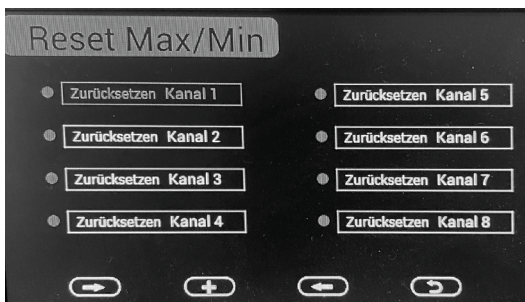 Reset Max/Min
Zurücksetzen Kanal 1
Zurücksetzen Kanal 2
Zurücksetzen Kanal 3
Zurücksetzen Kanal 4
Zurücksetzen Kanal 5
Zurücksetzen Kanal 6
Zurücksetzen Kanal 7
Zurücksetzen Kanal 8